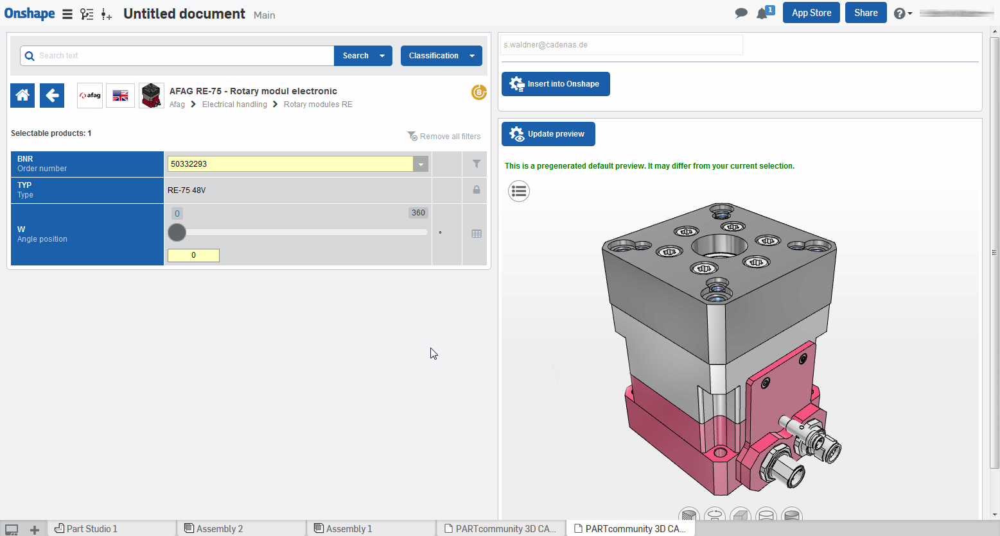 Onshape Untitled document Main 1 App Store Share ?
Search text Search Classification
s.waldner@cadenas.de
Insert into Onshape
afag AFAG RE-75 - Rotary modul electronic
Afag Electrical handling Rotary modules RE
Selectable products: 1 Remove all filters
Update preview
This is a pregenerated default preview. It may differ from your current selection.
BNR
Order number
50332293
TYP
Type
RE-75 48V
0 360
W
Angle position
°
0
Part Studio 1 Assembly 2 Assembly 1 PARTcommunity 3D CA... PARTcommunity 3D CA...